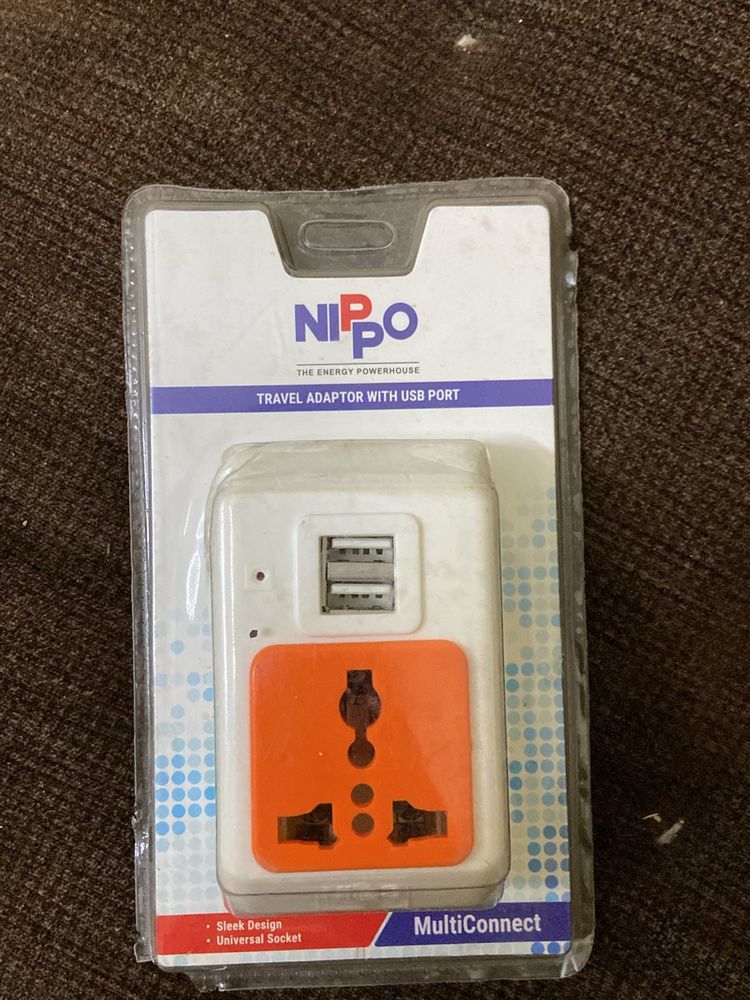 NIPPO
THE ENERGY POWERHOUSE
TRAVEL ADAPTOR WITH USB PORT
• Sleek Design
• Universal Socket
MultiConnect